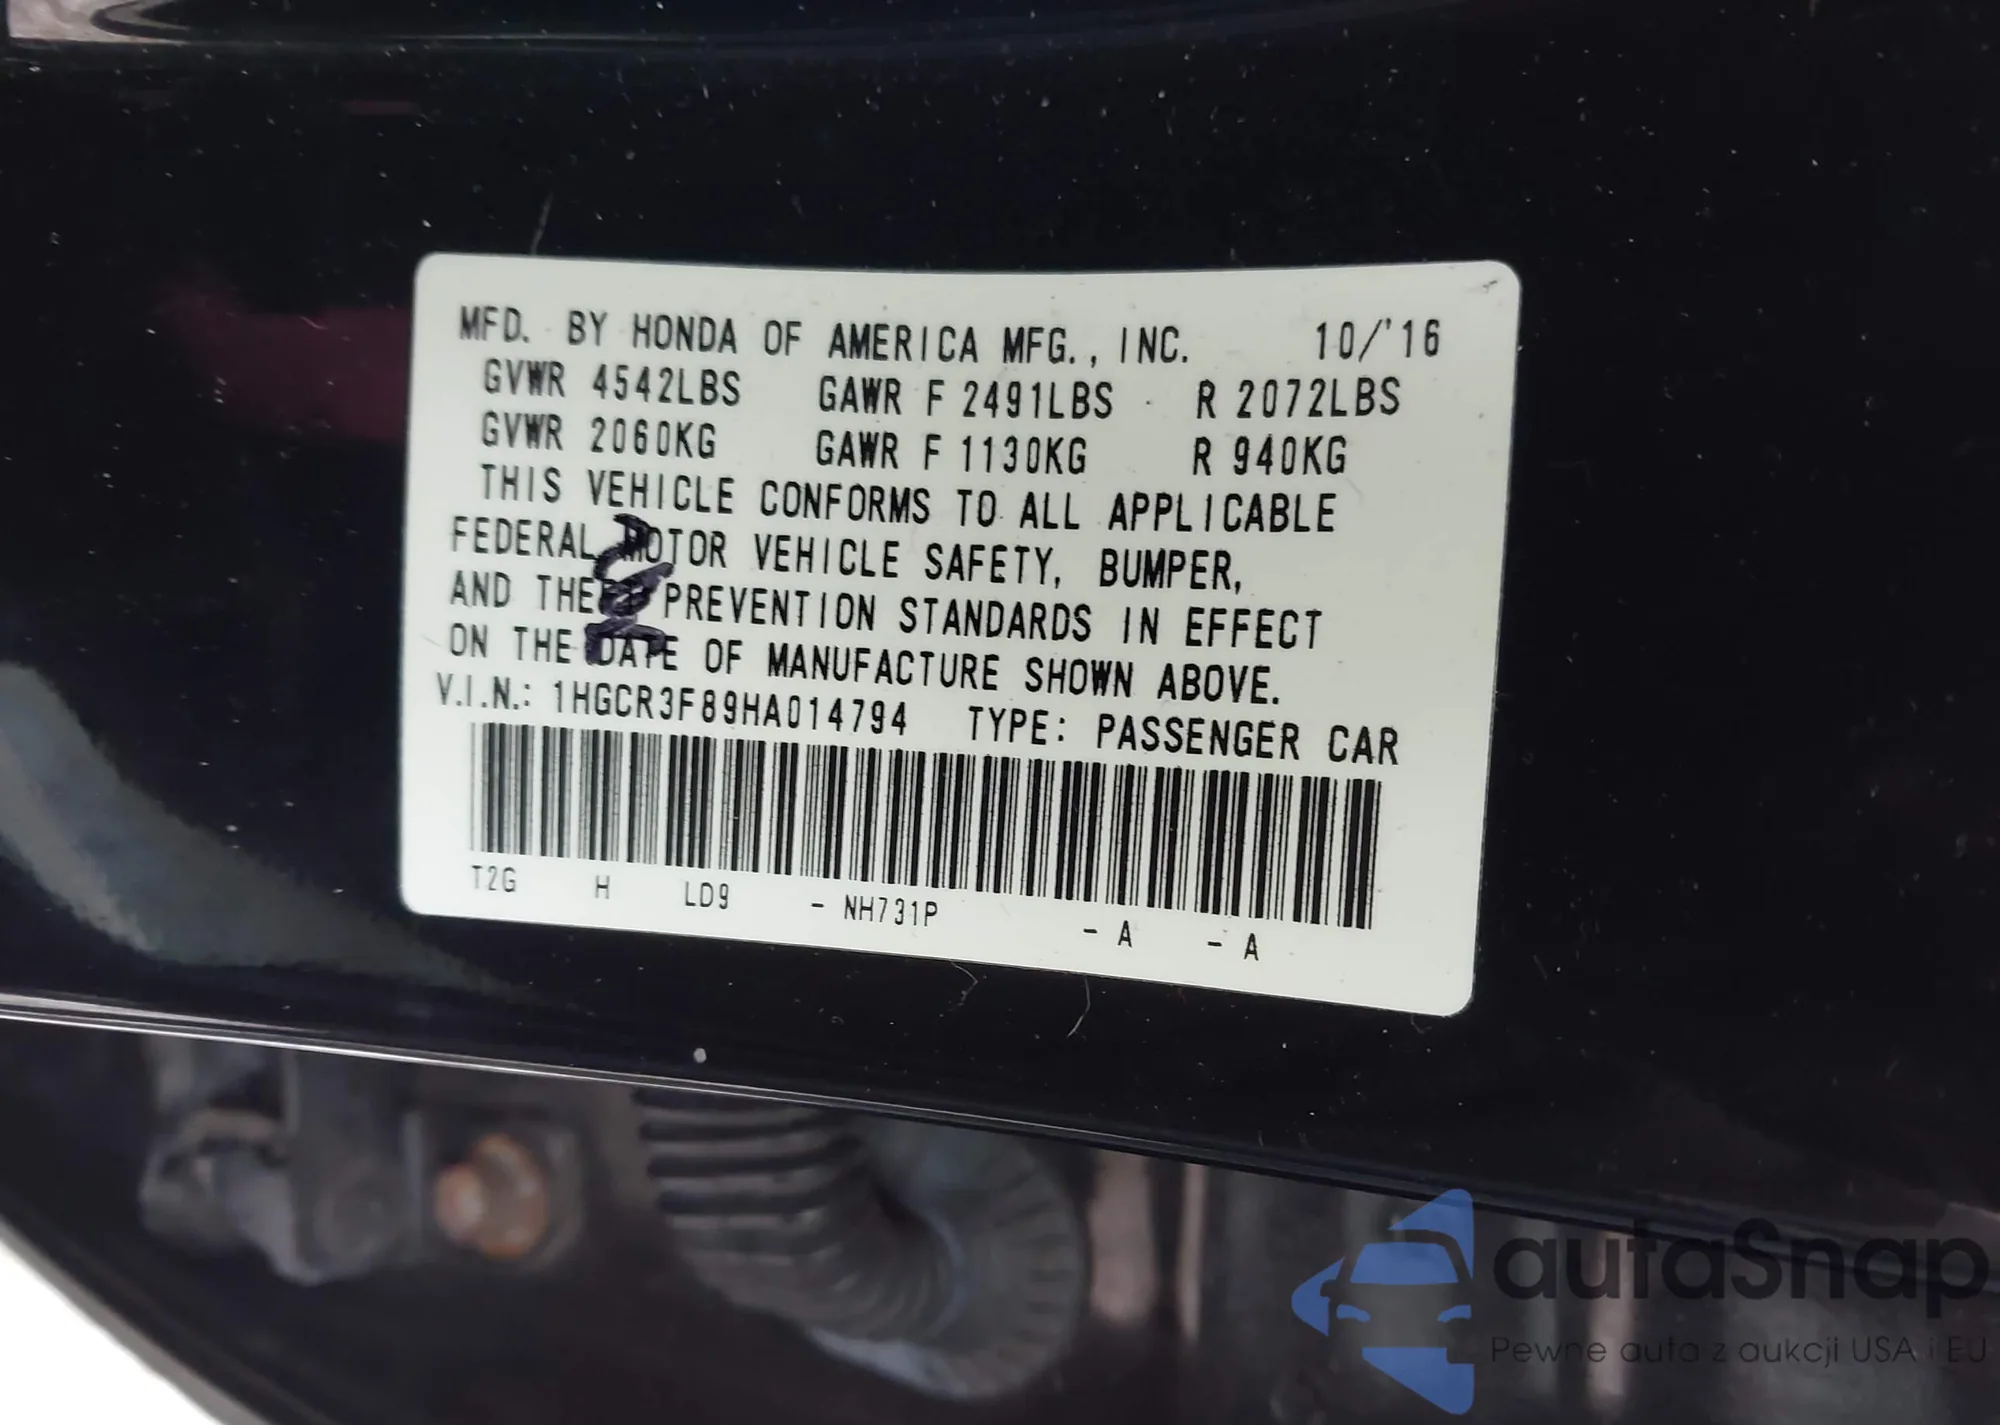 MFD. BY HONDA OF AMERICA MFG., INC. 10/'16
GVWR 4542LBS GAWR F 2491LBS R 2072LBS
GVWR 2060KG GAWR F 1130KG R 940KG
THIS VEHICLE CONFORMS TO ALL APPLICABLE
FEDERAL MOTOR VEHICLE SAFETY, BUMPER,
AND THEFT PREVENTION STANDARDS IN EFFECT
ON THE DATE OF MANUFACTURE SHOWN ABOVE.
V.I.N.: 1HGCR3F89HA014794 TYPE: PASSENGER CAR
T2G H LD9 - NH731P - A - A
autaSnap
Pewne auta z aukcji USA i EU